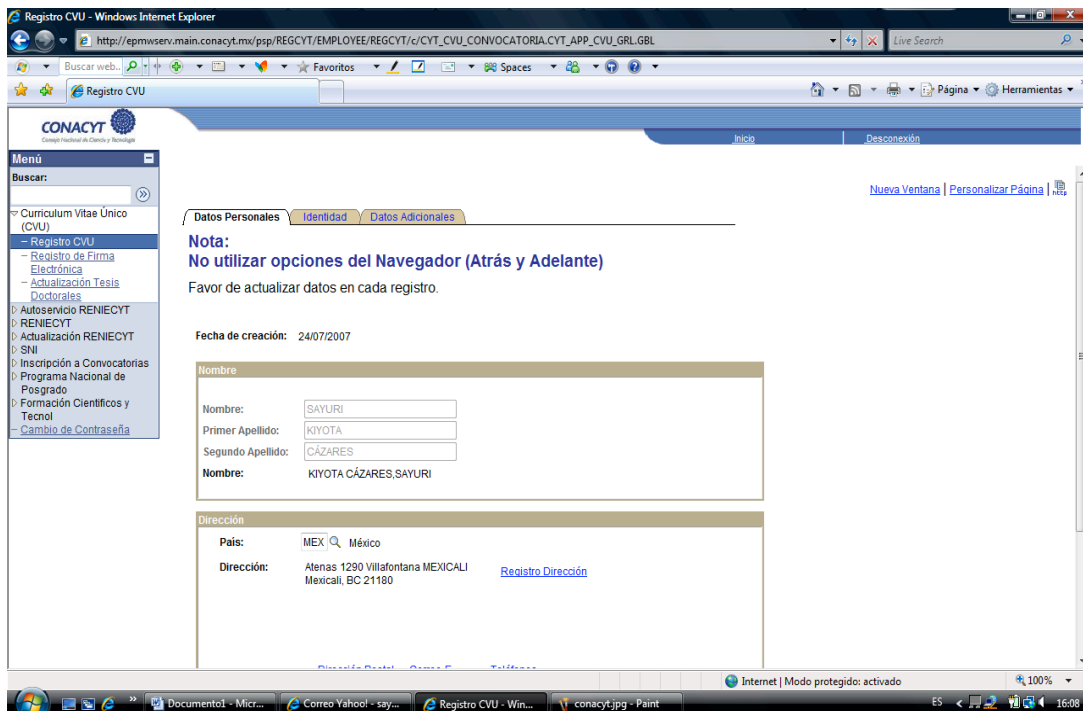 Registro CVU - Windows Internet Explorer
http://epmwserv.main.conacyt.mx/psp/REGCYT/EMPLOYEE/REGCYT/c/CYT_CVU_CONVOCATORIA.CYT_APP_CVU_GRL.GBL
Live Search
Buscar web..
Favoritos
Spaces
Registro CVU
Página
Herramientas
CONACYT
Consejo Nacional de Ciencia y Tecnología
Inicio
Desconexión
Menú
Buscar:
Nueva Ventana | Personalizar Página |
http
Curriculum Vitae Único
(CVU)
– Registro CVU
– Registro de Firma
Electrónica
– Actualización Tesis
Doctorales
Autoservicio RENIECYT
RENIECYT
Actualización RENIECYT
SNI
Inscripción a Convocatorias
Programa Nacional de
Posgrado
Formación Cientificos y
Tecnol
– Cambio de Contraseña
Datos Personales
Identidad
Datos Adicionales
Nota:
No utilizar opciones del Navegador (Atrás y Adelante)
Favor de actualizar datos en cada registro.
Fecha de creación: 24/07/2007
Nombre
Nombre: SAYURI
Primer Apellido: KIYOTA
Segundo Apellido: CÁZARES
Nombre: KIYOTA CÁZARES,SAYURI
Dirección
País: MEX México
Dirección: Atenas 1290 Villafontana MEXICALI
Mexicali, BC 21180
Registro Dirección
Internet | Modo protegido: activado
100%
Documento1 - Micr...
Correo Yahoo! - say...
Registro CVU - Win...
conacyt.jpg - Paint
ES
16:08